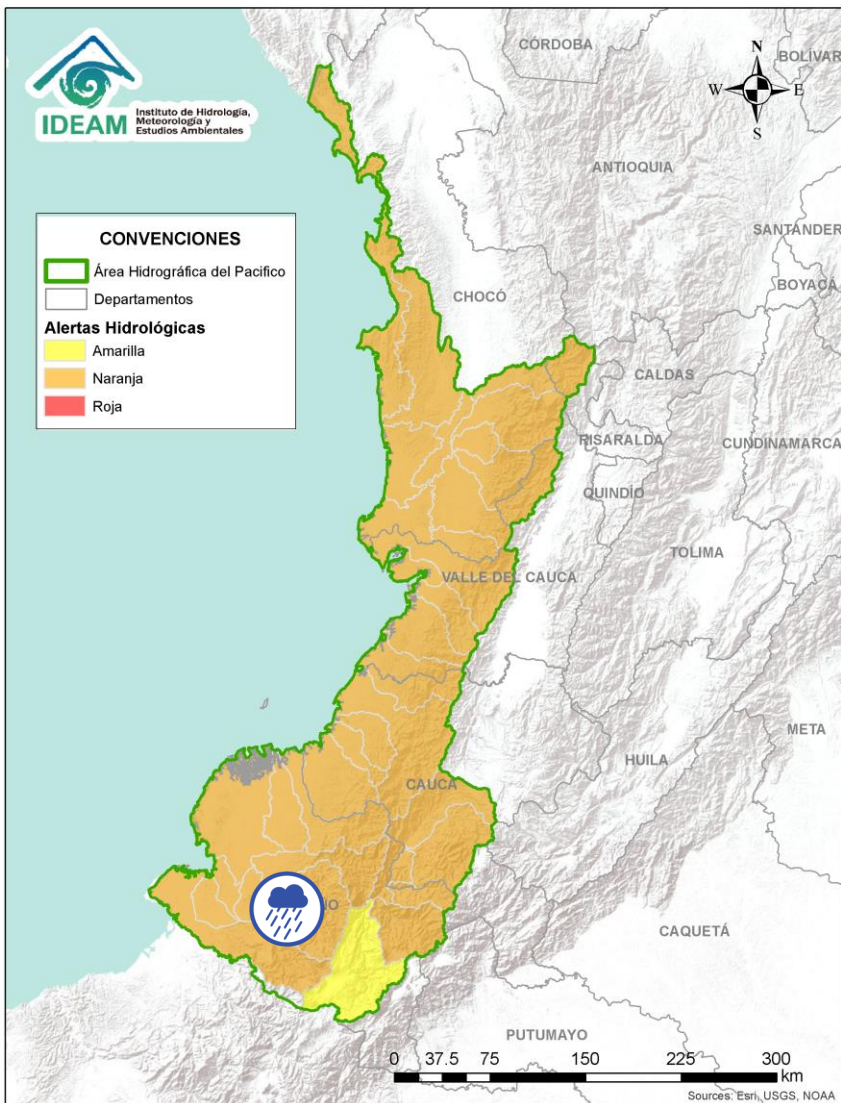 IDEAM
Instituto de Hidrología,
Meteorología y
Estudios Ambientales
CÓRDOBA
BOLÍVAR
N
W
E
S
ANTIOQUIA
SANTANDER
BOYACÁ
CONVENCIONES
Área Hidrográfica del Pacifico
Departamentos
Alertas Hidrológicas
Amarilla
Naranja
Roja
CHOCÓ
CALDAS
RISARALDA
CUNDINAMARCA
QUINDÍO
TOLIMA
VALLE DEL CAUCA
META
HUILA
CAUCA
CAQUETÁ
PUTUMAYO
0 37.5 75 150 225 300
km
Sources: Esri, USGS, NOAA